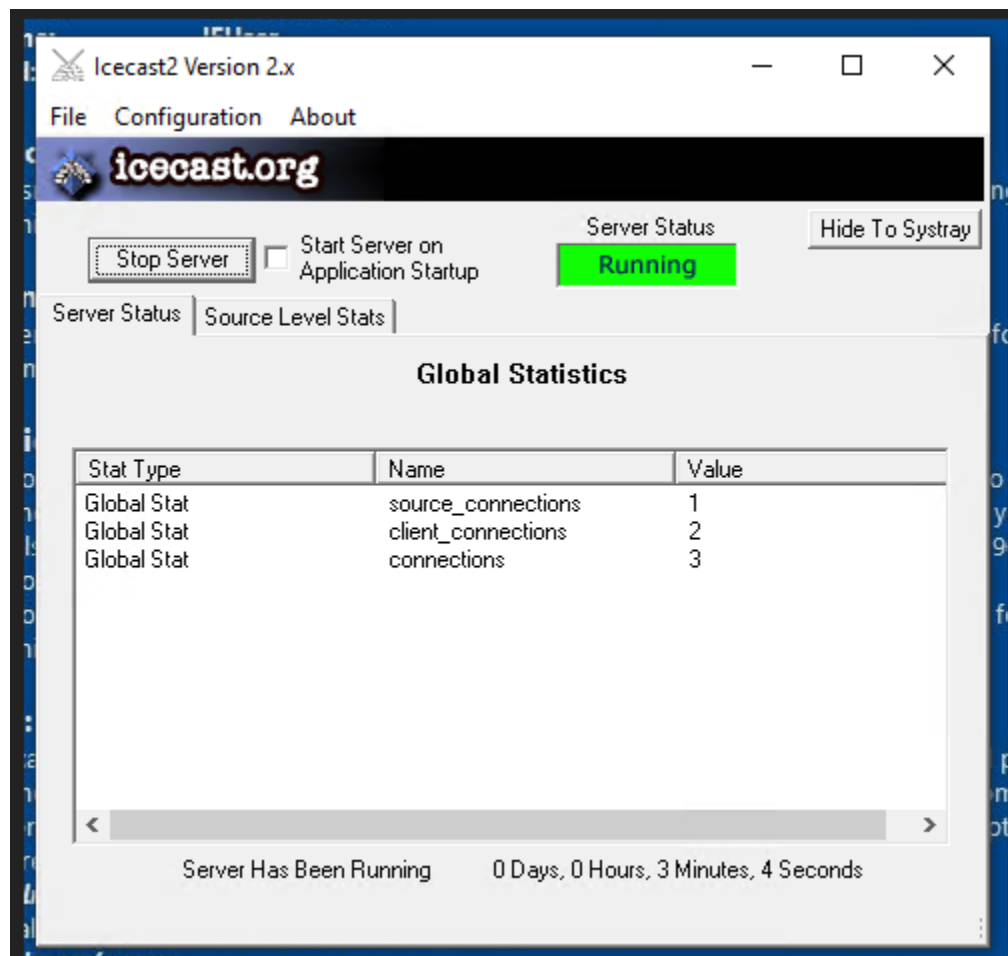 IEUser
Icecast2 Version 2.x
File Configuration About
icecast.org
Stop Server
Start Server on
Application Startup
Server Status
Running
Hide To Systray
Server Status
Source Level Stats
Global Statistics
Stat Type Name Value
Global Stat source_connections 1
Global Stat client_connections 2
Global Stat connections 3
Server Has Been Running 0 Days, 0 Hours, 3 Minutes, 4 Seconds